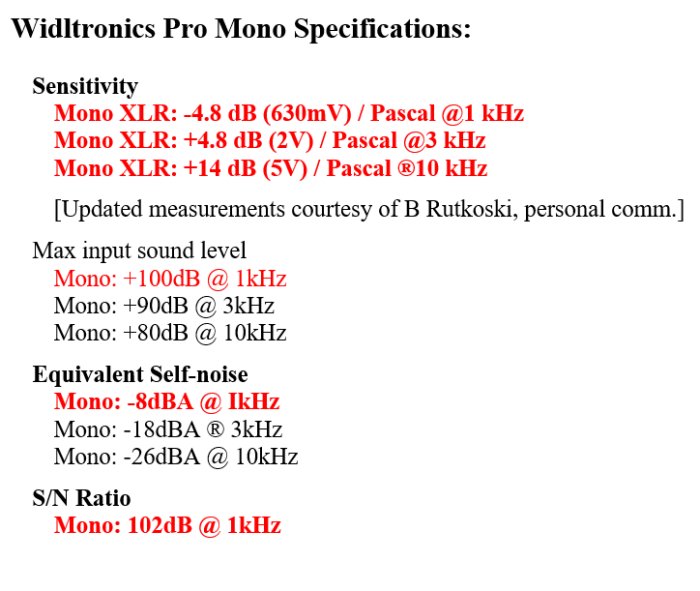 Widltronics Pro Mono Specifications:
Sensitivity
Mono XLR: -4.8 dB (630mV) / Pascal @1 kHz
Mono XLR: +4.8 dB (2V) / Pascal @3 kHz
Mono XLR: +14 dB (5V) / Pascal ®10 kHz
[Updated measurements courtesy of B Rutkoski, personal comm.]
Max input sound level
Mono: +100dB @ 1kHz
Mono: +90dB @ 3kHz
Mono: +80dB @ 10kHz
Equivalent Self-noise
Mono: -8dBA @ IkHz
Mono: -18dBA ® 3kHz
Mono: -26dBA @ 10kHz
S/N Ratio
Mono: 102dB @ 1kHz